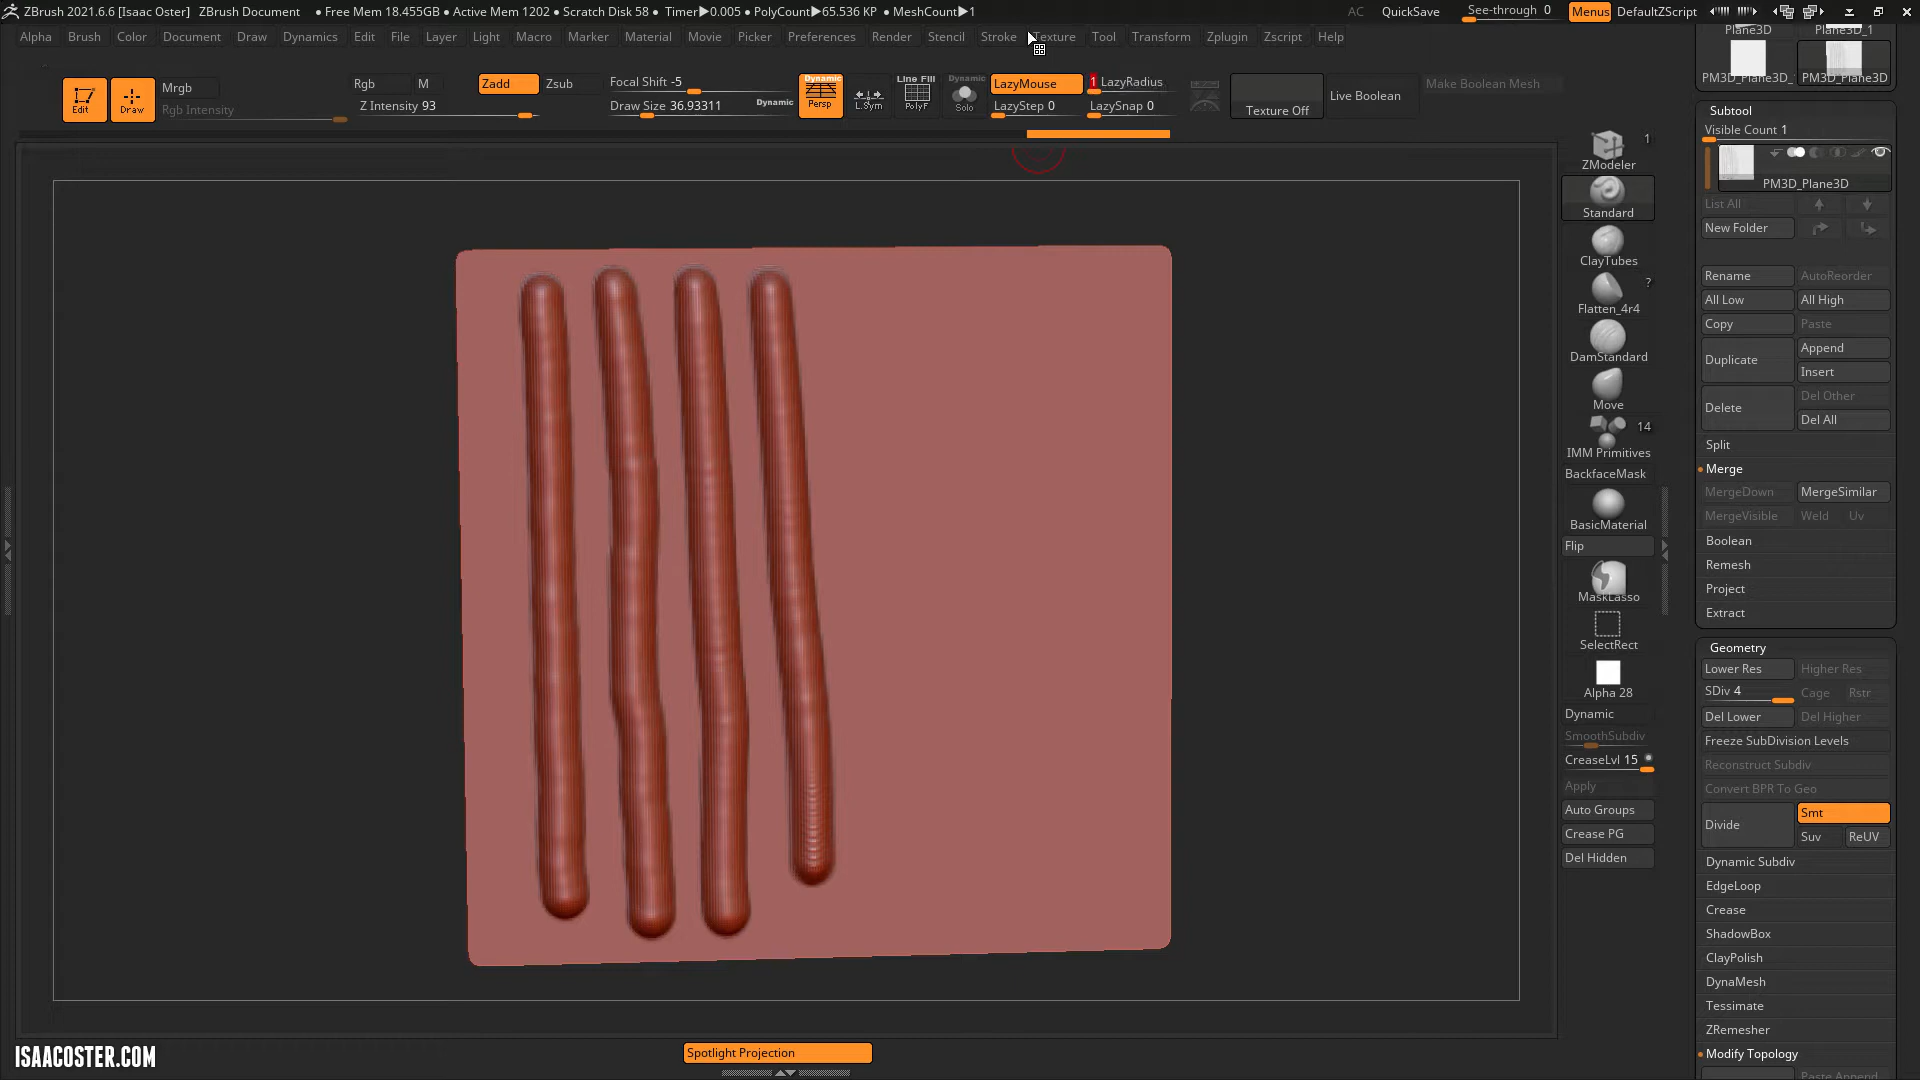 ZBrush 2021.6.6 [Isaac Oster] ZBrush Document • Free Mem 18.455GB • Active Mem 1202 • Scratch Disk 58 • Timer▶0.005 • PolyCount▶65.536 KP • MeshCount▶1 AC QuickSave See-through 0 Menus DefaultZScript
Alpha Brush Color Document Draw Dynamics Edit File Layer Light Macro Marker Material Movie Picker Preferences Render Stencil Stroke Texture Tool Transform Zplugin Zscript Help
Edit
Draw
Mrgb
Rgb Intensity
Rgb M
Z Intensity 93
Zadd Zsub
Focal Shift -5
Draw Size 36.93311 Dynamic
Dynamic
Persp
L.Sym
Line Fill
PolyF
Dynamic
Solo
LazyMouse
LazyStep 0
1 LazyRadius
LazySnap 0
Texture Off
Live Boolean
Make Boolean Mesh
ZModeler 1
Standard
ClayTubes
Flatten_4r4 ?
DamStandard
Move
IMM Primitives 14
BackfaceMask
BasicMaterial
Flip
MaskLasso
SelectRect
Alpha 28
Dynamic
SmoothSubdiv
CreaseLvl 15
Apply
Auto Groups
Crease PG
Del Hidden
Plane3D Plane3D_1
PM3D_Plane3D_ PM3D_Plane3D
Subtool
Visible Count 1
PM3D_Plane3D
List All
New Folder
Rename AutoReorder
All Low All High
Copy Paste
Duplicate Append
Insert
Delete Del Other
Del All
Split
Merge
MergeDown MergeSimilar
MergeVisible Weld Uv
Boolean
Remesh
Project
Extract
Geometry
Lower Res Higher Res
SDiv 4 Cage Rstr
Del Lower Del Higher
Freeze SubDivision Levels
Reconstruct Subdiv
Convert BPR To Geo
Divide Smt
Suv ReUV
Dynamic Subdiv
EdgeLoop
Crease
ShadowBox
ClayPolish
DynaMesh
Tessimate
ZRemesher
Modify Topology
Paste Append
Spotlight Projection
ISAACOSTER.COM